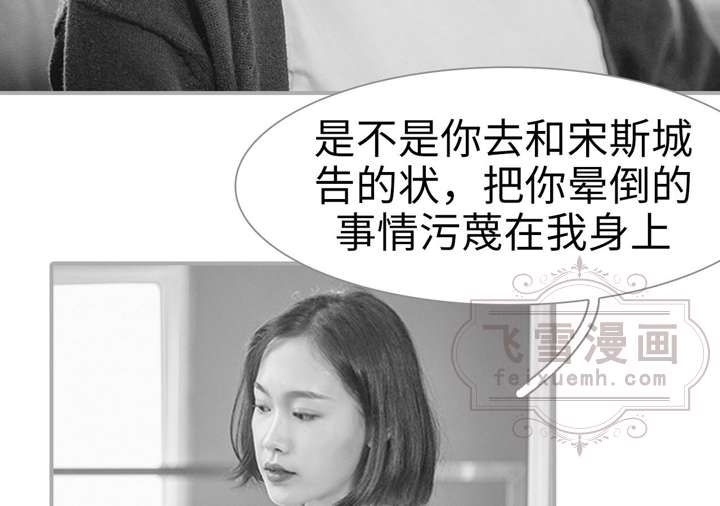 是不是你去和宋斯城
告的状，把你晕倒的
事情污蔑在我身上
飞雪漫画
feixuemh.com